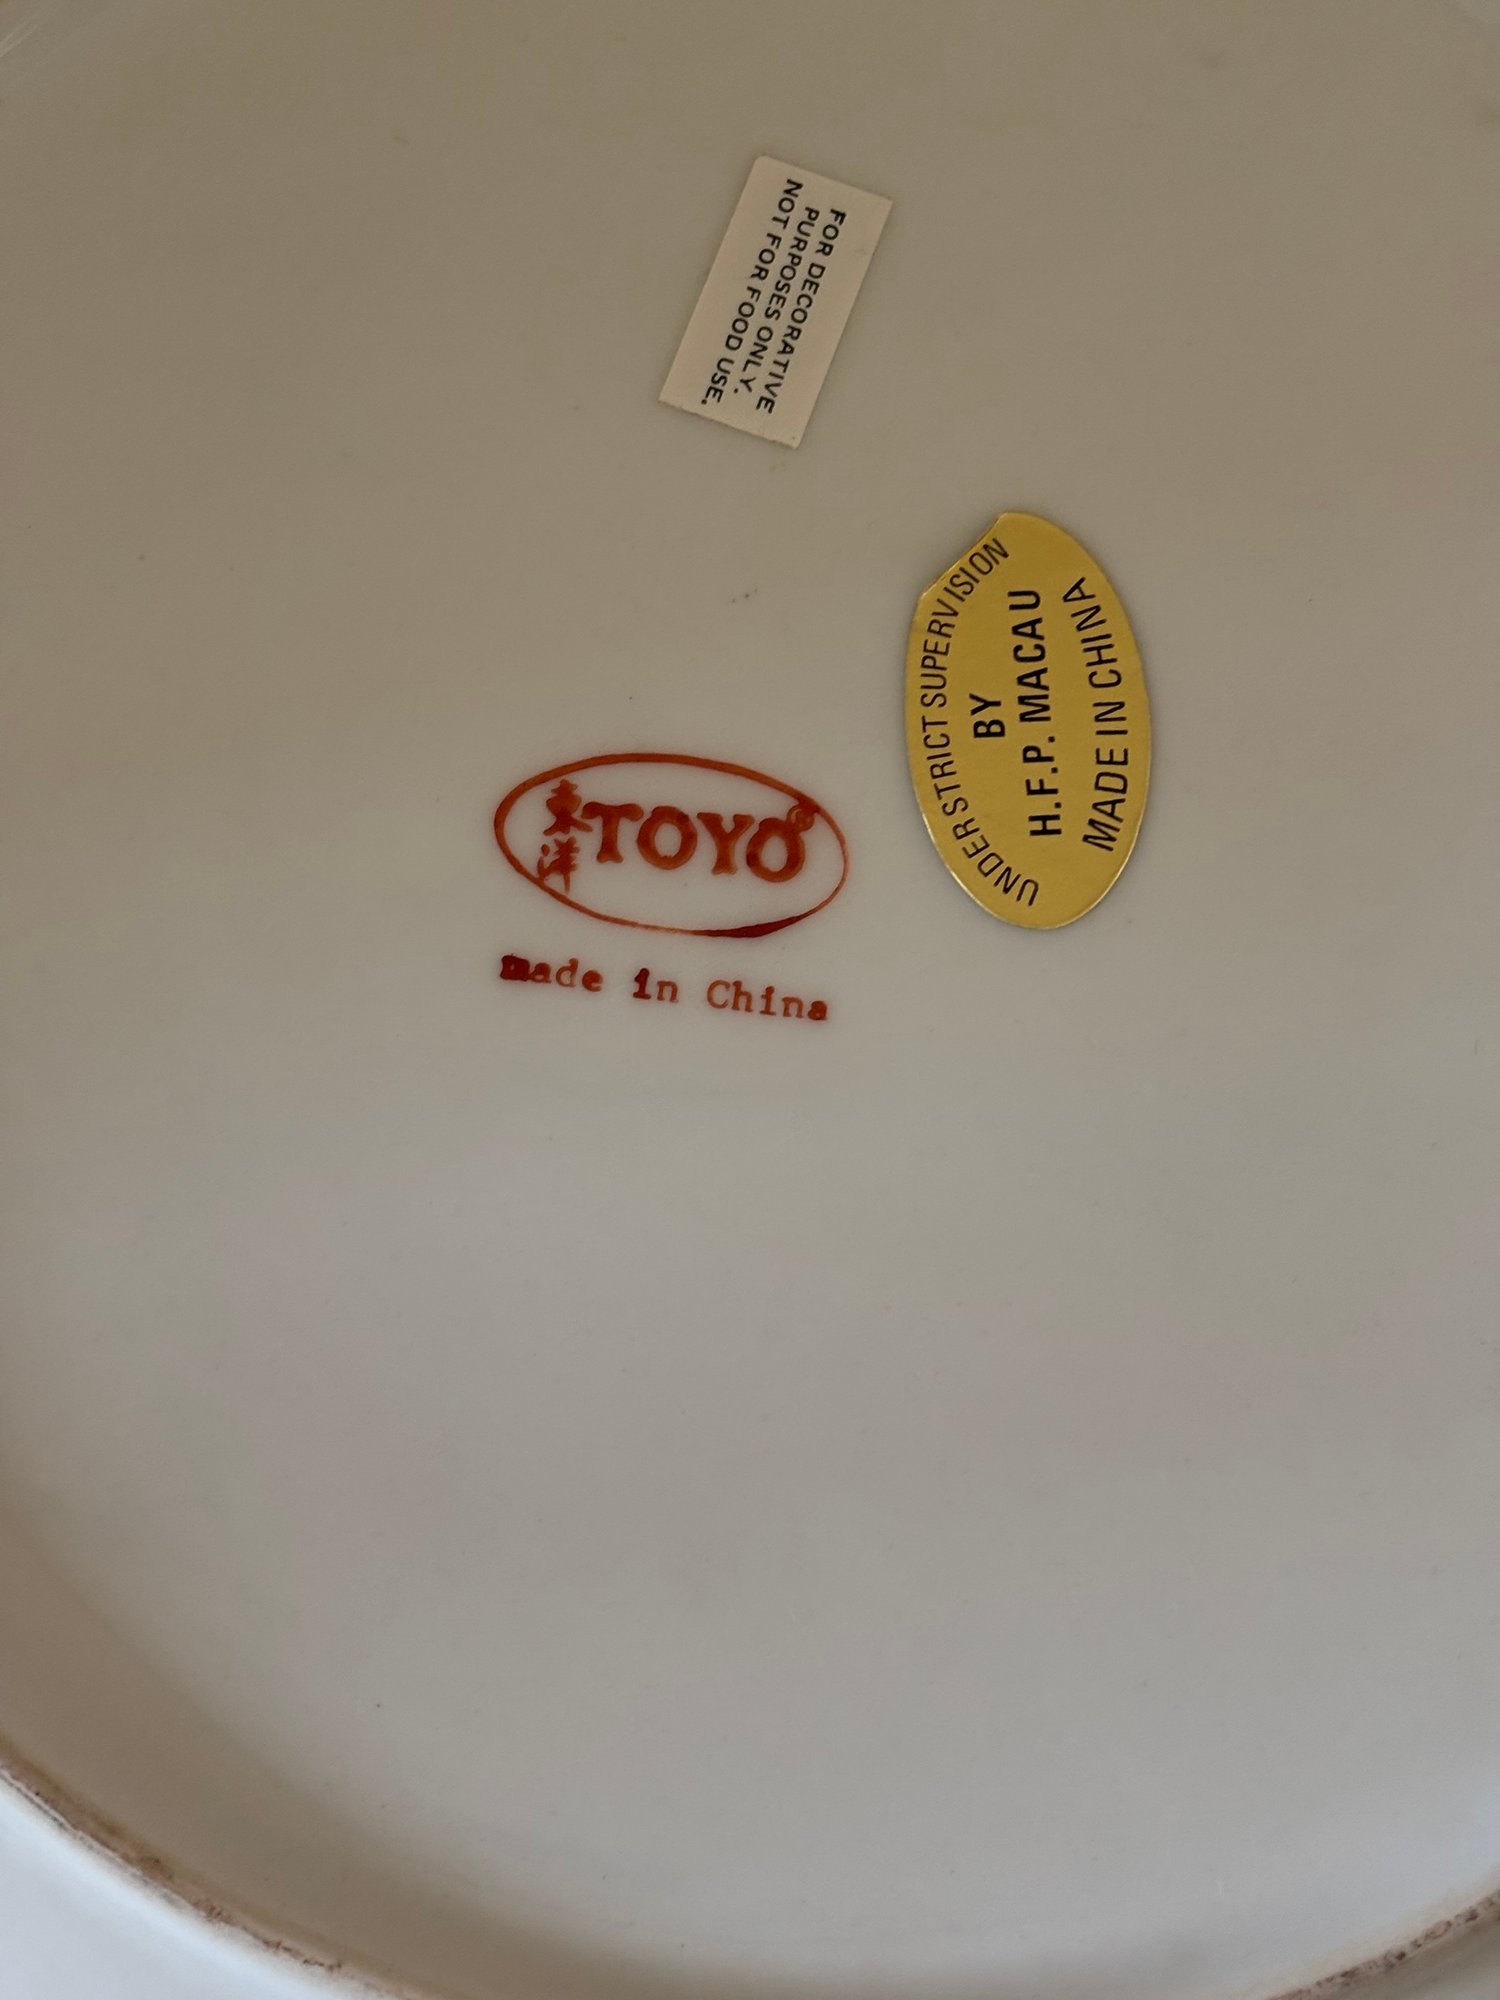 FOR DECORATIVE
PURPOSES ONLY.
NOT FOR FOOD USE.
UNDER STRICT SUPERVISION
BY
H.F.P. MACAU
MADE IN CHINA
東洋 TOYO®
made in China